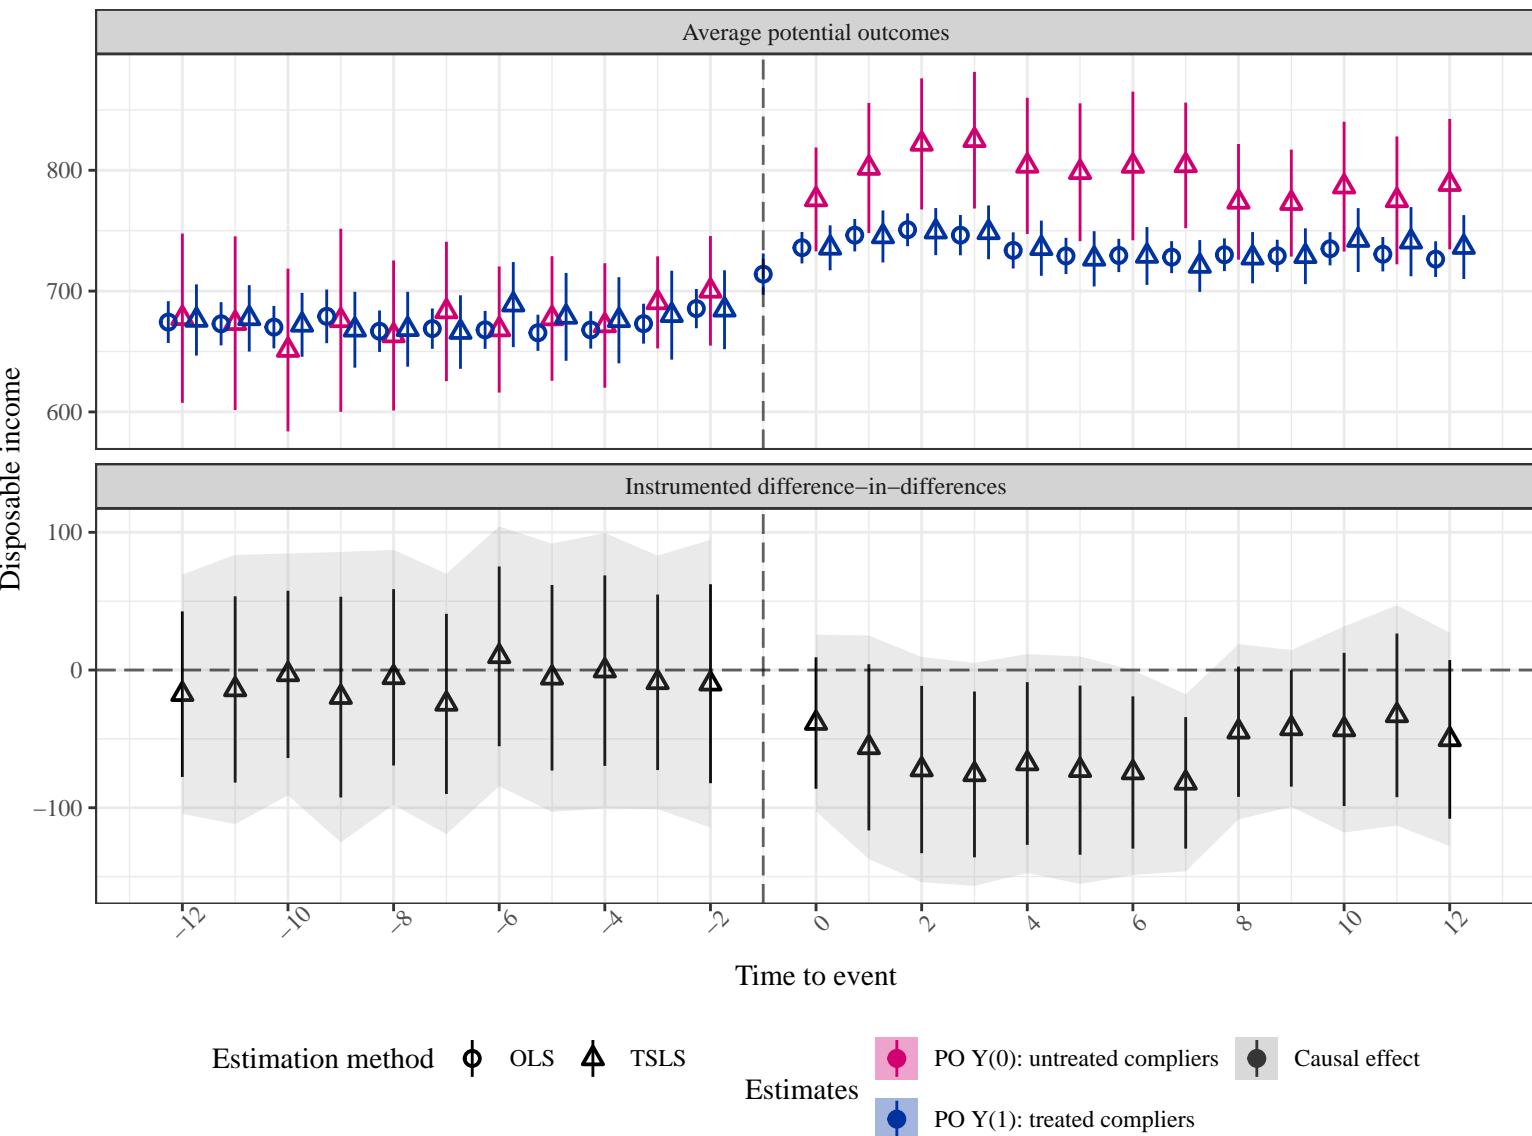 Average potential outcomes
800
700
600
Disposable income
Instrumented difference−in−differences
100
0
−100
−12
−10
−8
−6
−4
−2
0
2
4
6
8
10
12
Time to event
Estimation method
OLS
TSLS
Estimates
PO Y(0): untreated compliers
Causal effect
PO Y(1): treated compliers